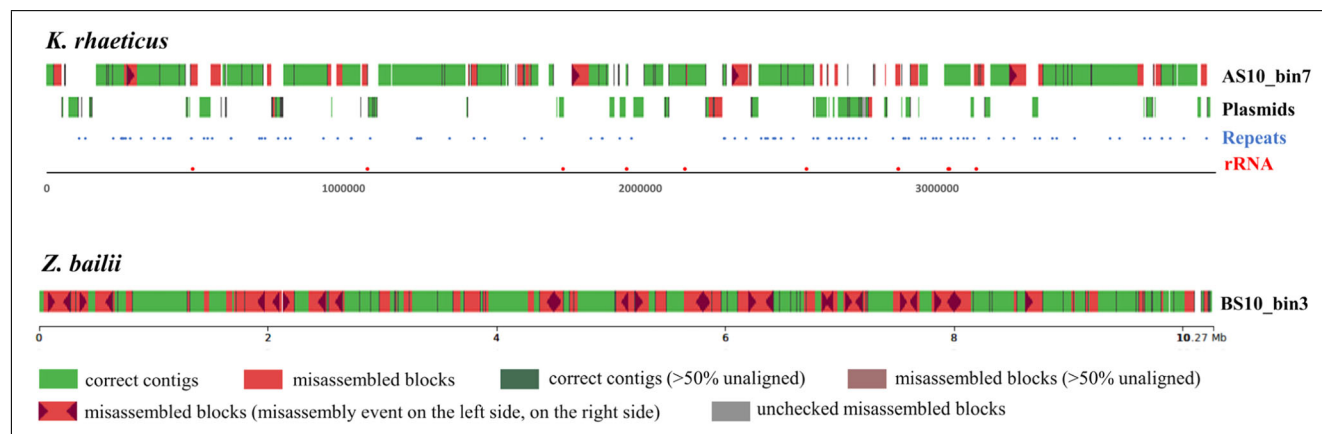 K. rhaeticus
AS10_bin7
Plasmids
Repeats
rRNA
0 1000000 2000000 3000000
Z. bailii
BS10_bin3
0 2 4 6 8 10.27 Mb
correct contigs misassembled blocks correct contigs (>50% unaligned) misassembled blocks (>50% unaligned)
misassembled blocks (misassembly event on the left side, on the right side) unchecked misassembled blocks